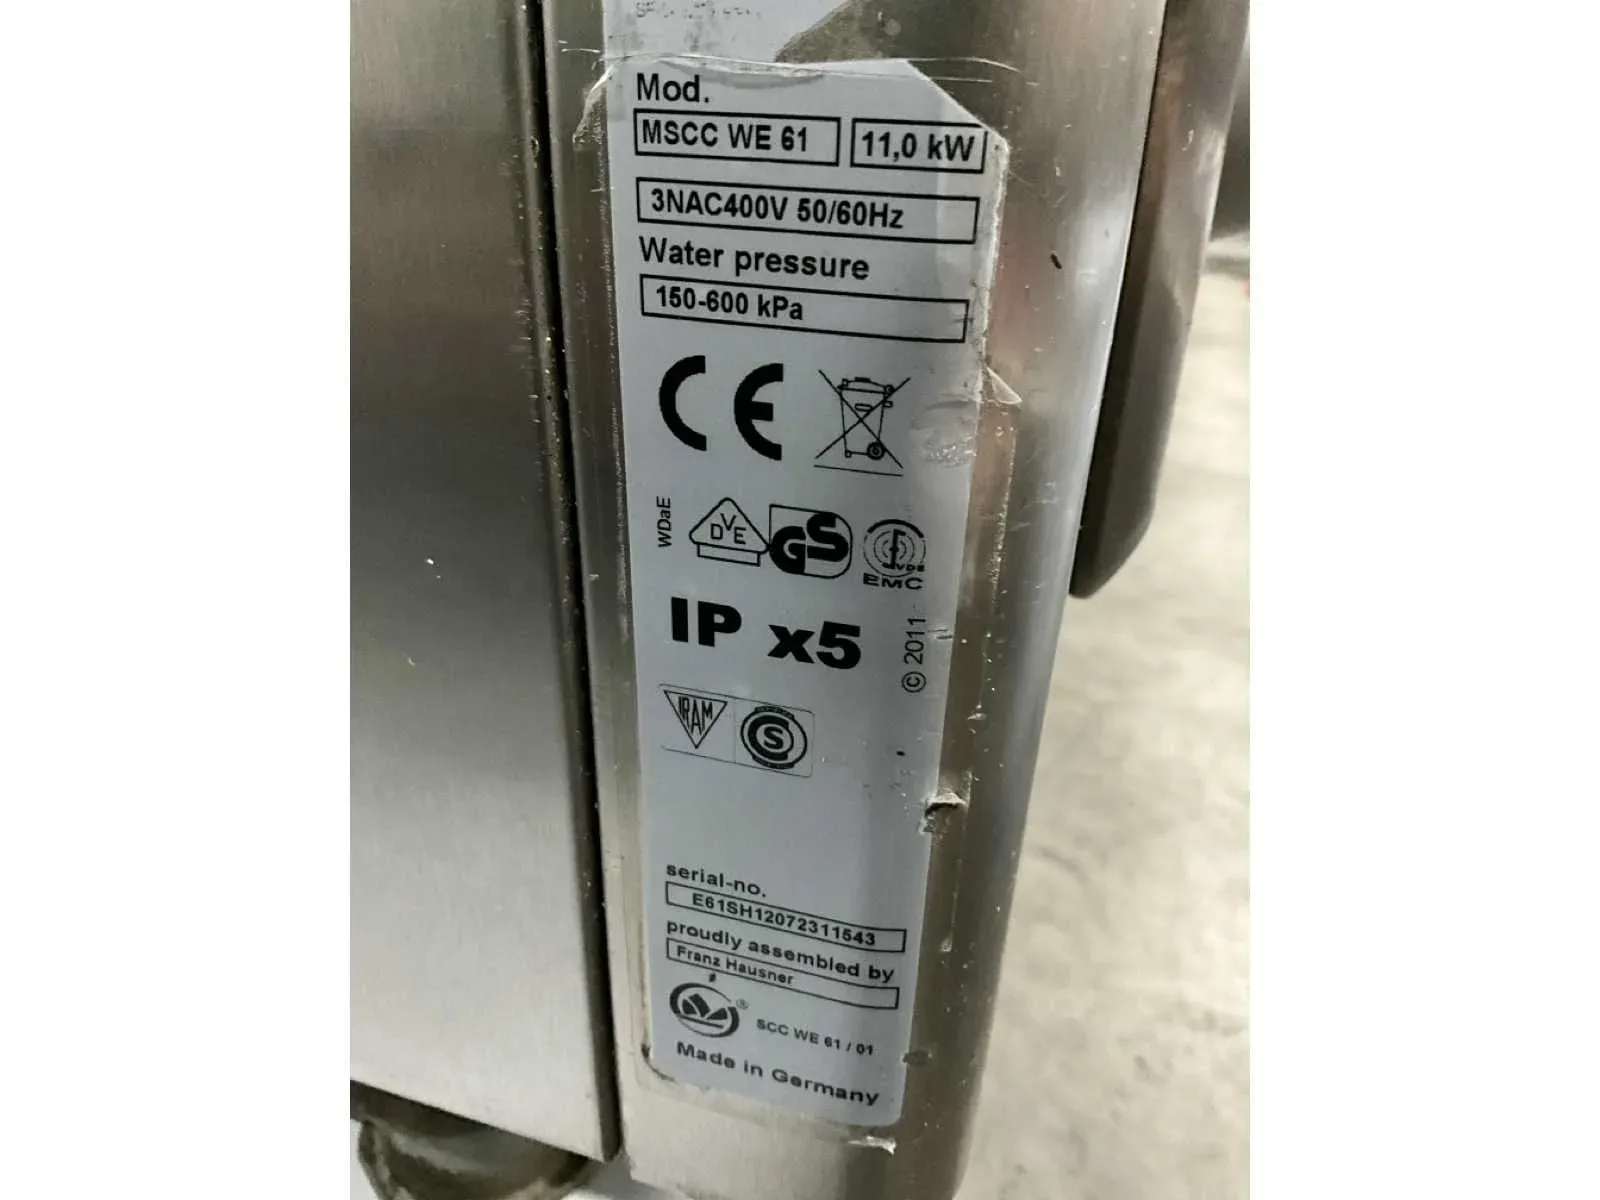 Mod.
MSCC WE 61 11,0 kW
3NAC400V 50/60Hz
Water pressure
150-600 kPa
CE
WDaE
DVE
GS
VDE
EMC
IP x5
© 2011
IRAM
S
serial-no.
E61SH12072311543
proudly assembled by
Franz Hausner
® SCC WE 61 / 01
Made in Germany